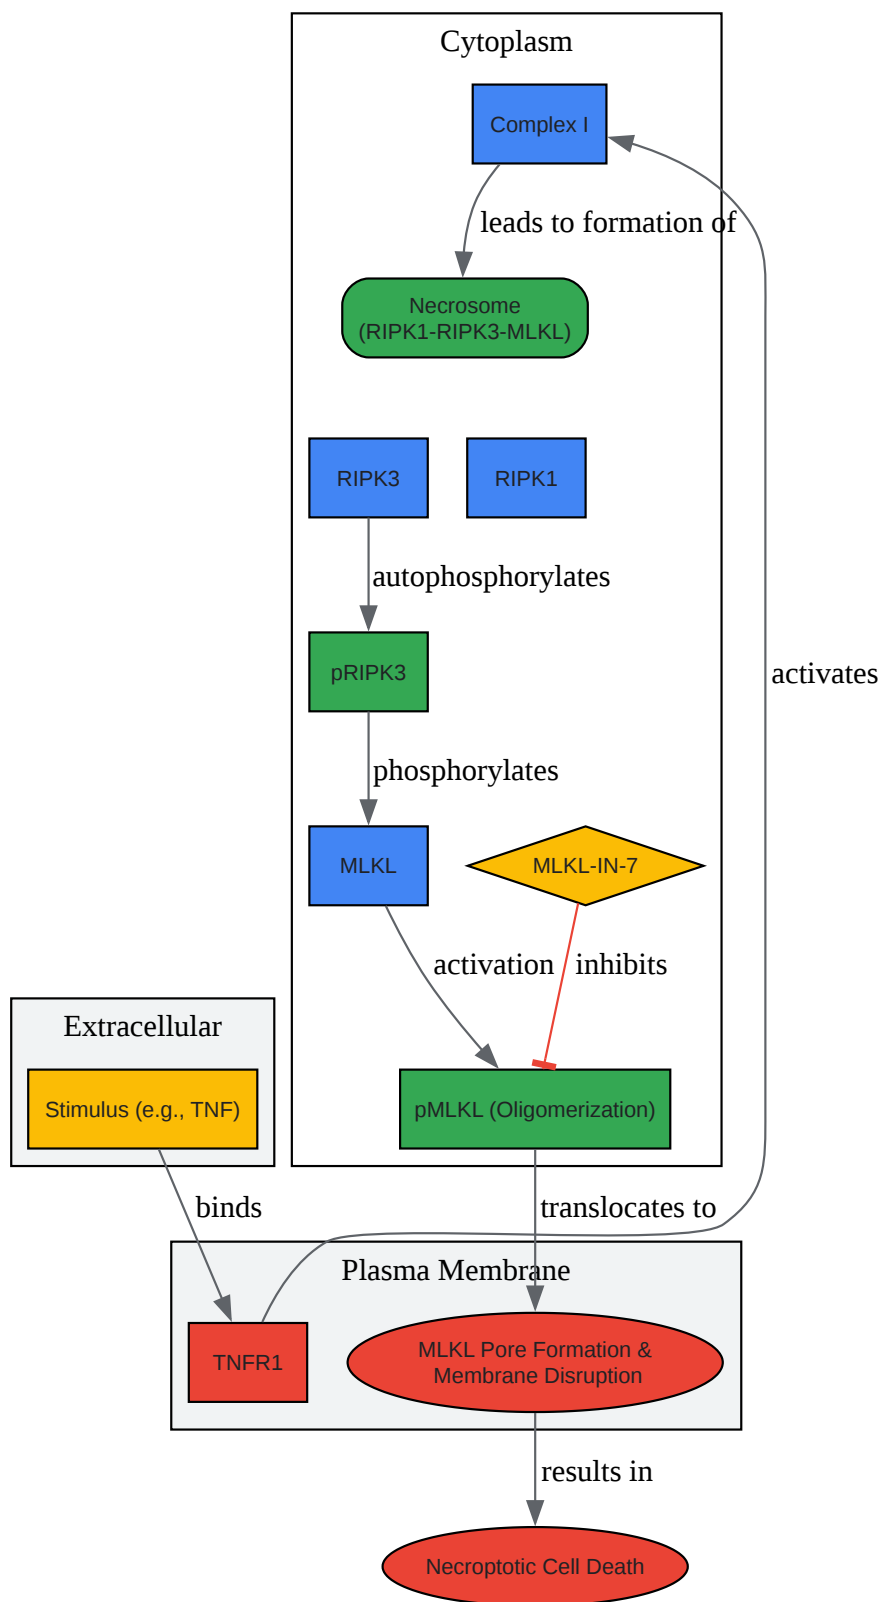 Cytoplasm
Complex I
leads to formation of
Necrosome
(RIPK1-RIPK3-MLKL)
RIPK3
RIPK1
autophosphorylates
pRIPK3
activates
phosphorylates
MLKL
MLKL-IN-7
activation
inhibits
Extracellular
Stimulus (e.g., TNF)
pMLKL (Oligomerization)
binds
translocates to
Plasma Membrane
TNFR1
MLKL Pore Formation &
Membrane Disruption
results in
Necroptotic Cell Death